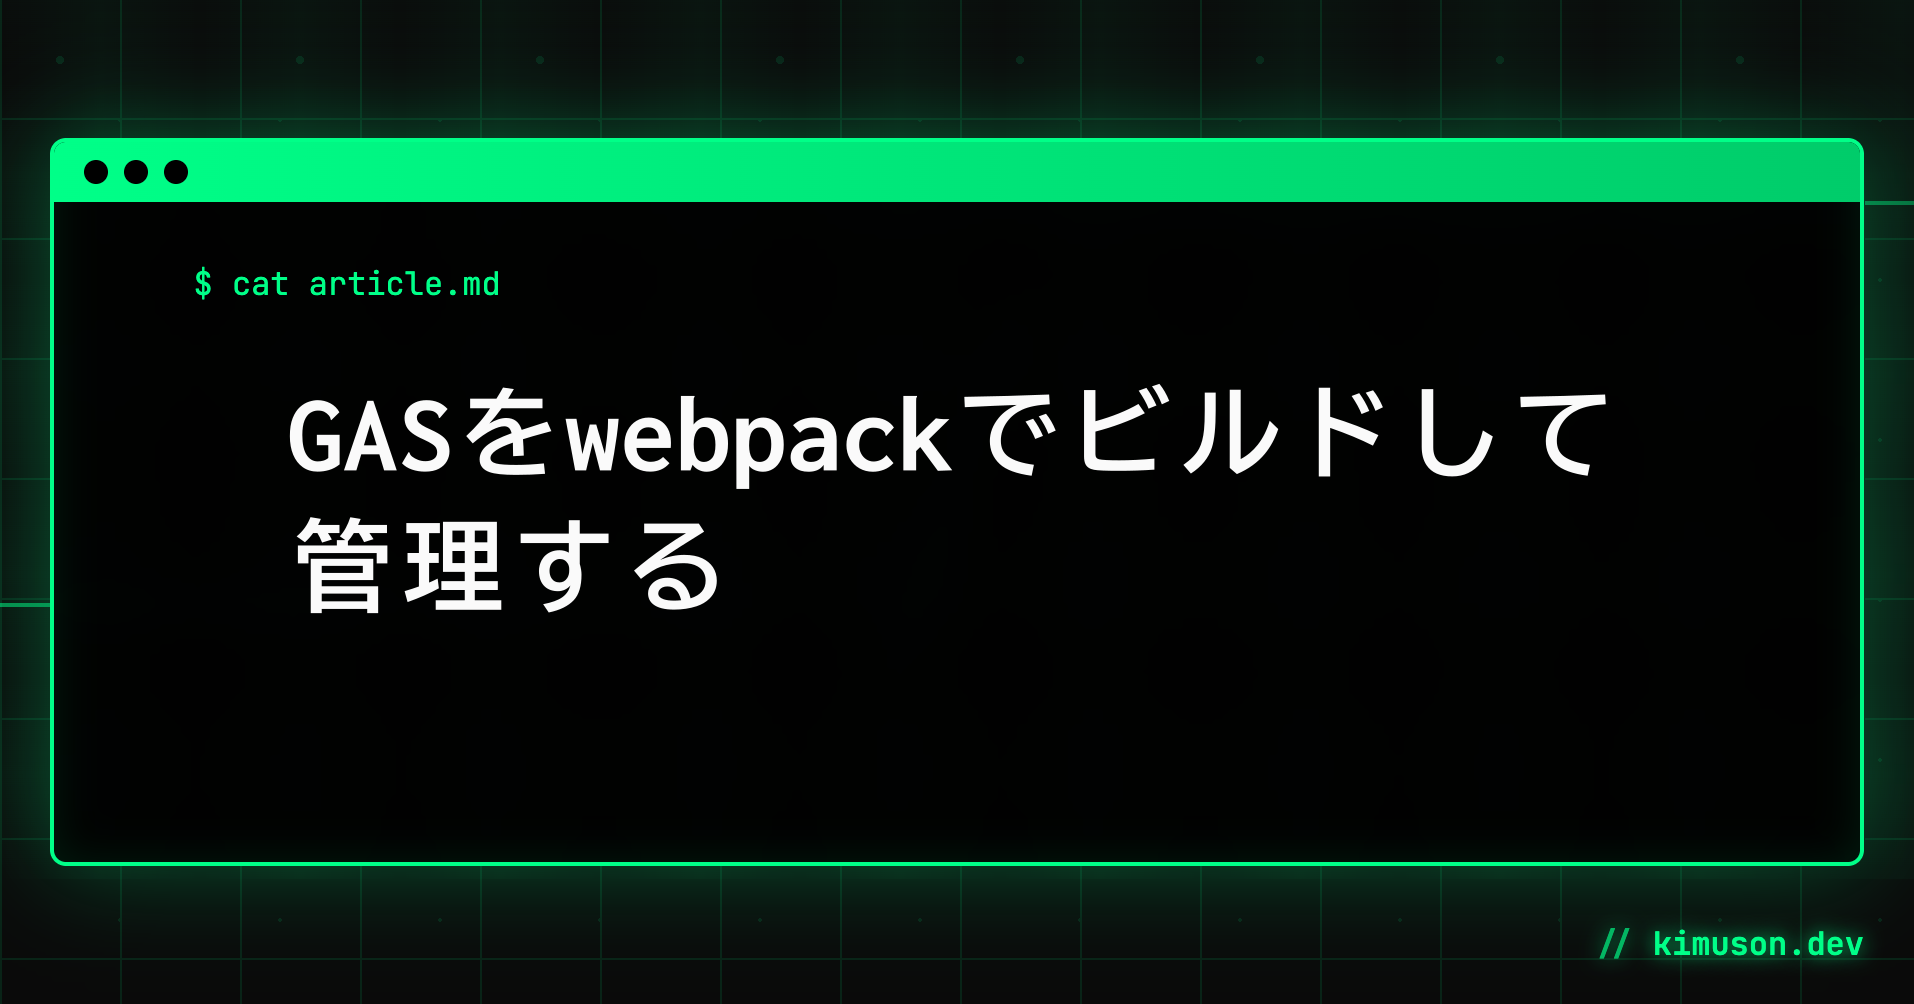 $ cat article.md
GASをwebpackでビルドして
管理する
// kimuson.dev